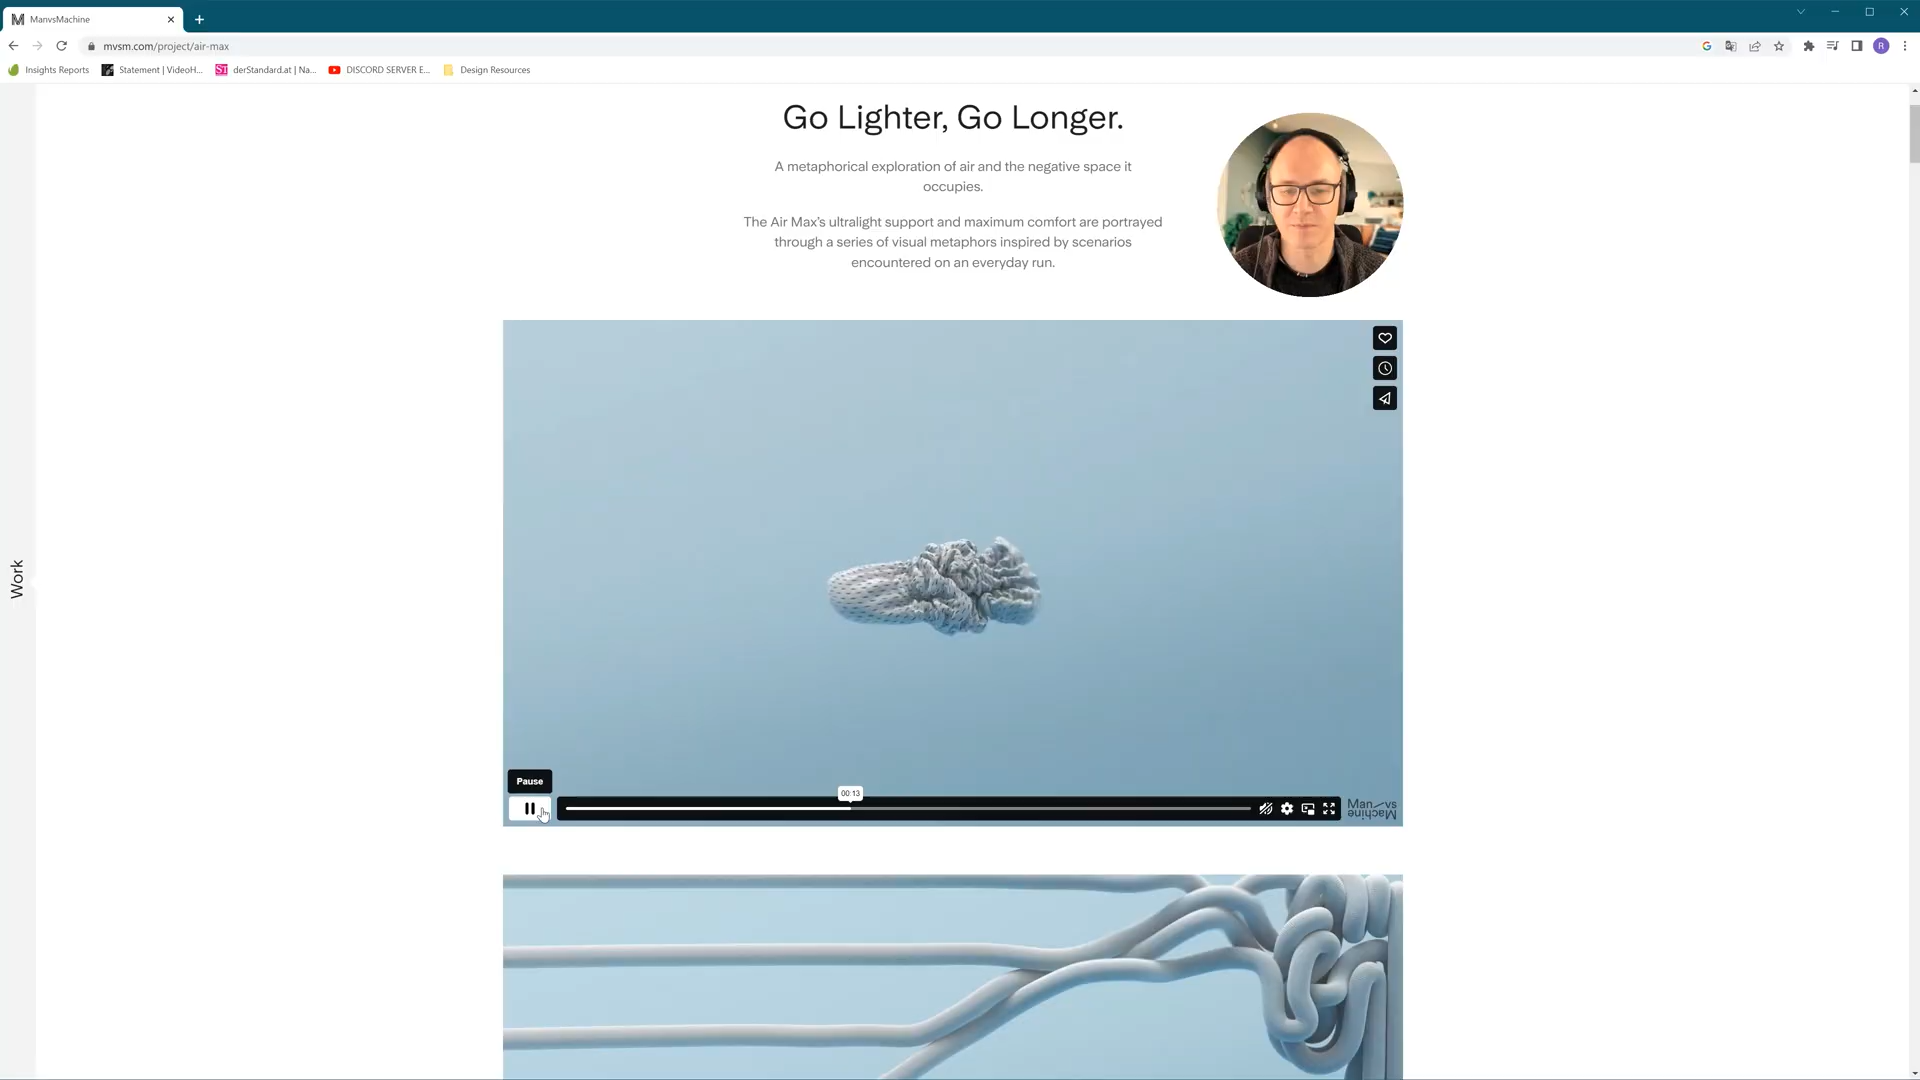 ManvsMachine
mvsm.com/project/air-max
Insights Reports
Statement | VideoH...
derStandard.at | Na...
DISCORD SERVER E...
Design Resources
Go Lighter, Go Longer.
A metaphorical exploration of air and the negative space it
occupies.
The Air Max's ultralight support and maximum comfort are portrayed
through a series of visual metaphors inspired by scenarios
encountered on an everyday run.
Work
Pause
00:13
Man vs
Machine